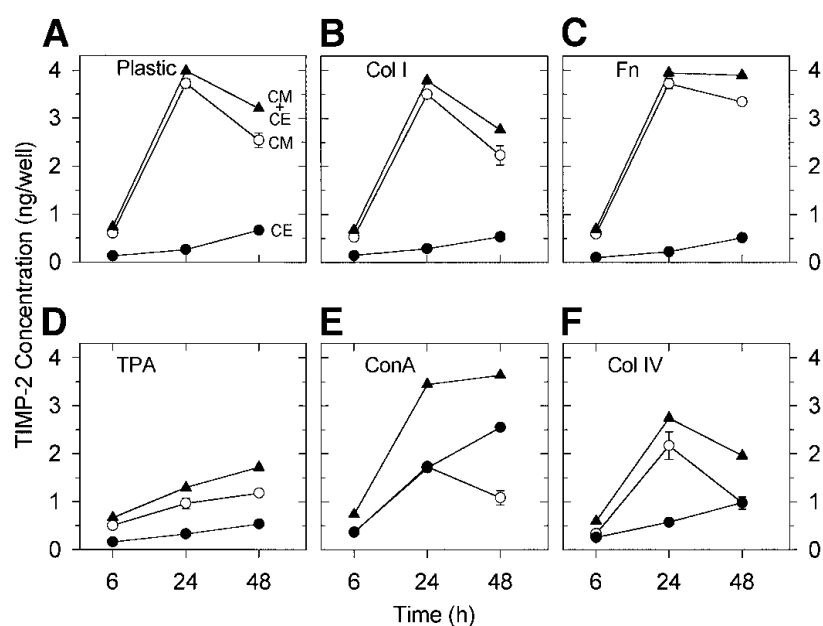 A
B
C
Plastic
Col I
Fn
4
3
2
1
0
CM
+
CE
CM
CE
4
3
2
1
0
TIMP-2 Concentration (ng/well)
D
E
F
TPA
ConA
Col IV
4
3
2
1
0
4
3
2
1
0
6 24 48
6 24 48
6 24 48
Time (h)